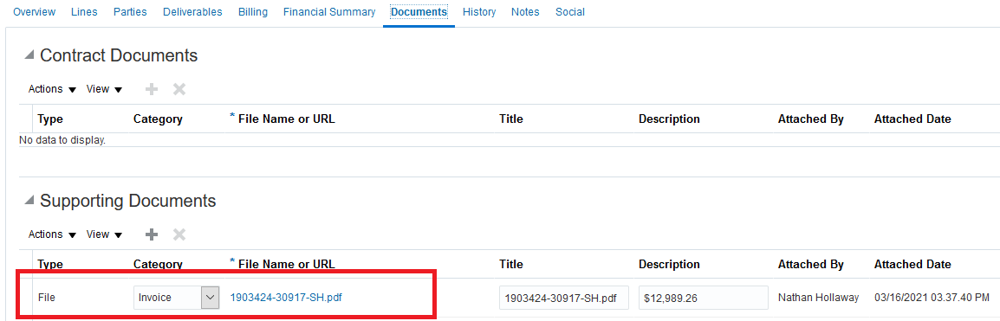 Overview Lines Parties Deliverables Billing Financial Summary Documents History Notes Social
Contract Documents
Actions View
Type Category * File Name or URL Title Description Attached By Attached Date
No data to display.
Supporting Documents
Actions View
Type Category * File Name or URL Title Description Attached By Attached Date
File Invoice 1903424-30917-SH.pdf 1903424-30917-SH.pdf $12,989.26 Nathan Hollaway 03/16/2021 03.37.40 PM